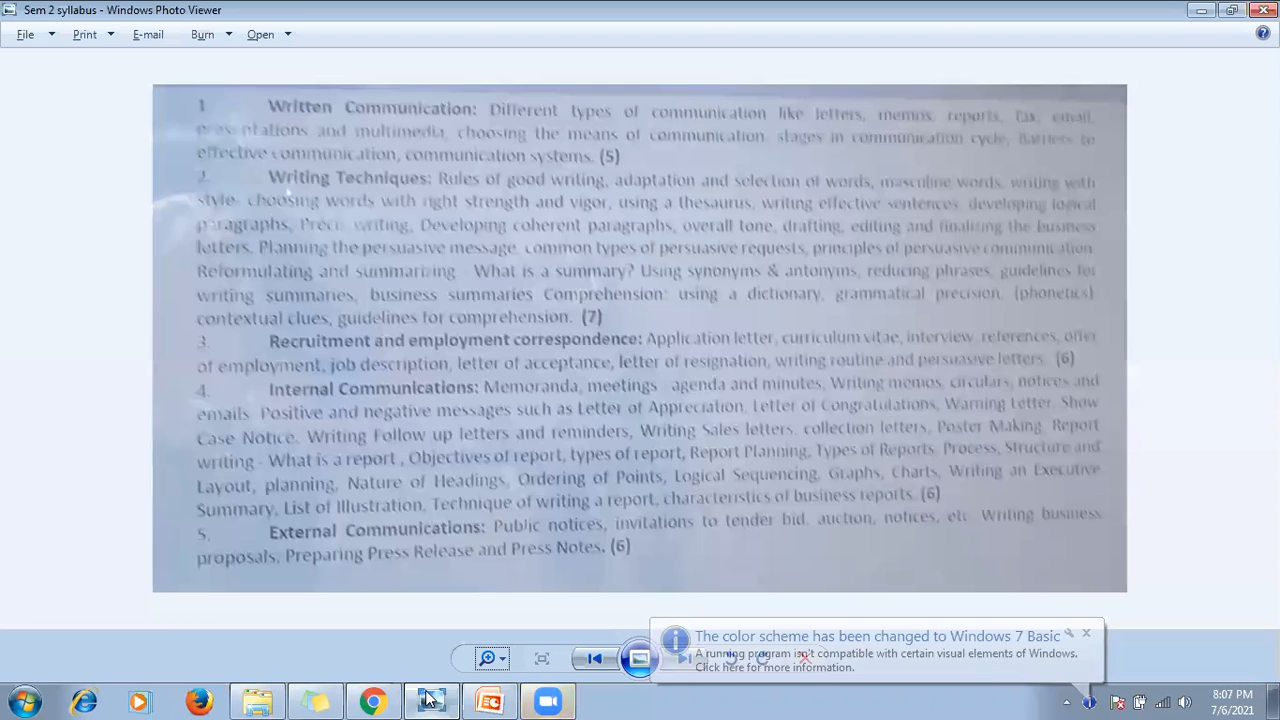 Sem 2 syllabus - Windows Photo Viewer
File Print E-mail Burn Open
1. Written Communication: Different types of communication like letters, memos, reports, fax, email,
presentations and multimedia, choosing the means of communication, stages in communication cycle, Barriers to
effective communication, communication systems. (5)
2. Writing Techniques: Rules of good writing, adaptation and selection of words, masculine words, writing with
style- choosing words with right strength and vigor, using a thesaurus, writing effective sentences, developing logical
paragraphs, Précis writing, Developing coherent paragraphs, overall tone, drafting, editing and finalizing the business
letters. Planning the persuasive message, common types of persuasive requests, principles of persuasive communication.
Reformulating and summarizing - What is a summary? Using synonyms & antonyms, reducing phrases, guidelines for
writing summaries, business summaries Comprehension: using a dictionary, grammatical precision, (phonetics),
contextual clues, guidelines for comprehension. (7)
3. Recruitment and employment correspondence: Application letter, curriculum vitae, interview, references, offer
of employment, job description, letter of acceptance, letter of resignation, writing routine and persuasive letters. (6)
4. Internal Communications: Memoranda, meetings - agenda and minutes, Writing memos, circulars, notices and
emails. Positive and negative messages such as Letter of Appreciation, Letter of Congratulations, Warning Letter, Show
Case Notice. Writing Follow up letters and reminders, Writing Sales letters, collection letters, Poster Making, Report
writing - What is a report, Objectives of report, types of report, Report Planning, Types of Reports, Process, Structure and
Layout, planning, Nature of Headings, Ordering of Points, Logical Sequencing, Graphs, Charts, Writing an Executive
Summary, List of Illustration, Technique of writing a report, characteristics of business reports. (6)
5. External Communications: Public notices, invitations to tender bid, auction, notices, etc. Writing business
proposals, Preparing Press Release and Press Notes. (6)
The color scheme has been changed to Windows 7 Basic
A running program isn't compatible with certain visual elements of Windows.
Click here for more information.
8:07 PM
7/6/2021